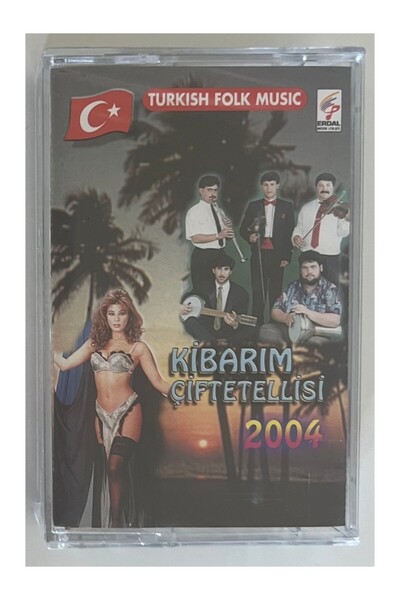 TURKISH FOLK MUSIC
ERDAL
KİBARIM
ÇİFTETELLİSİ
2004